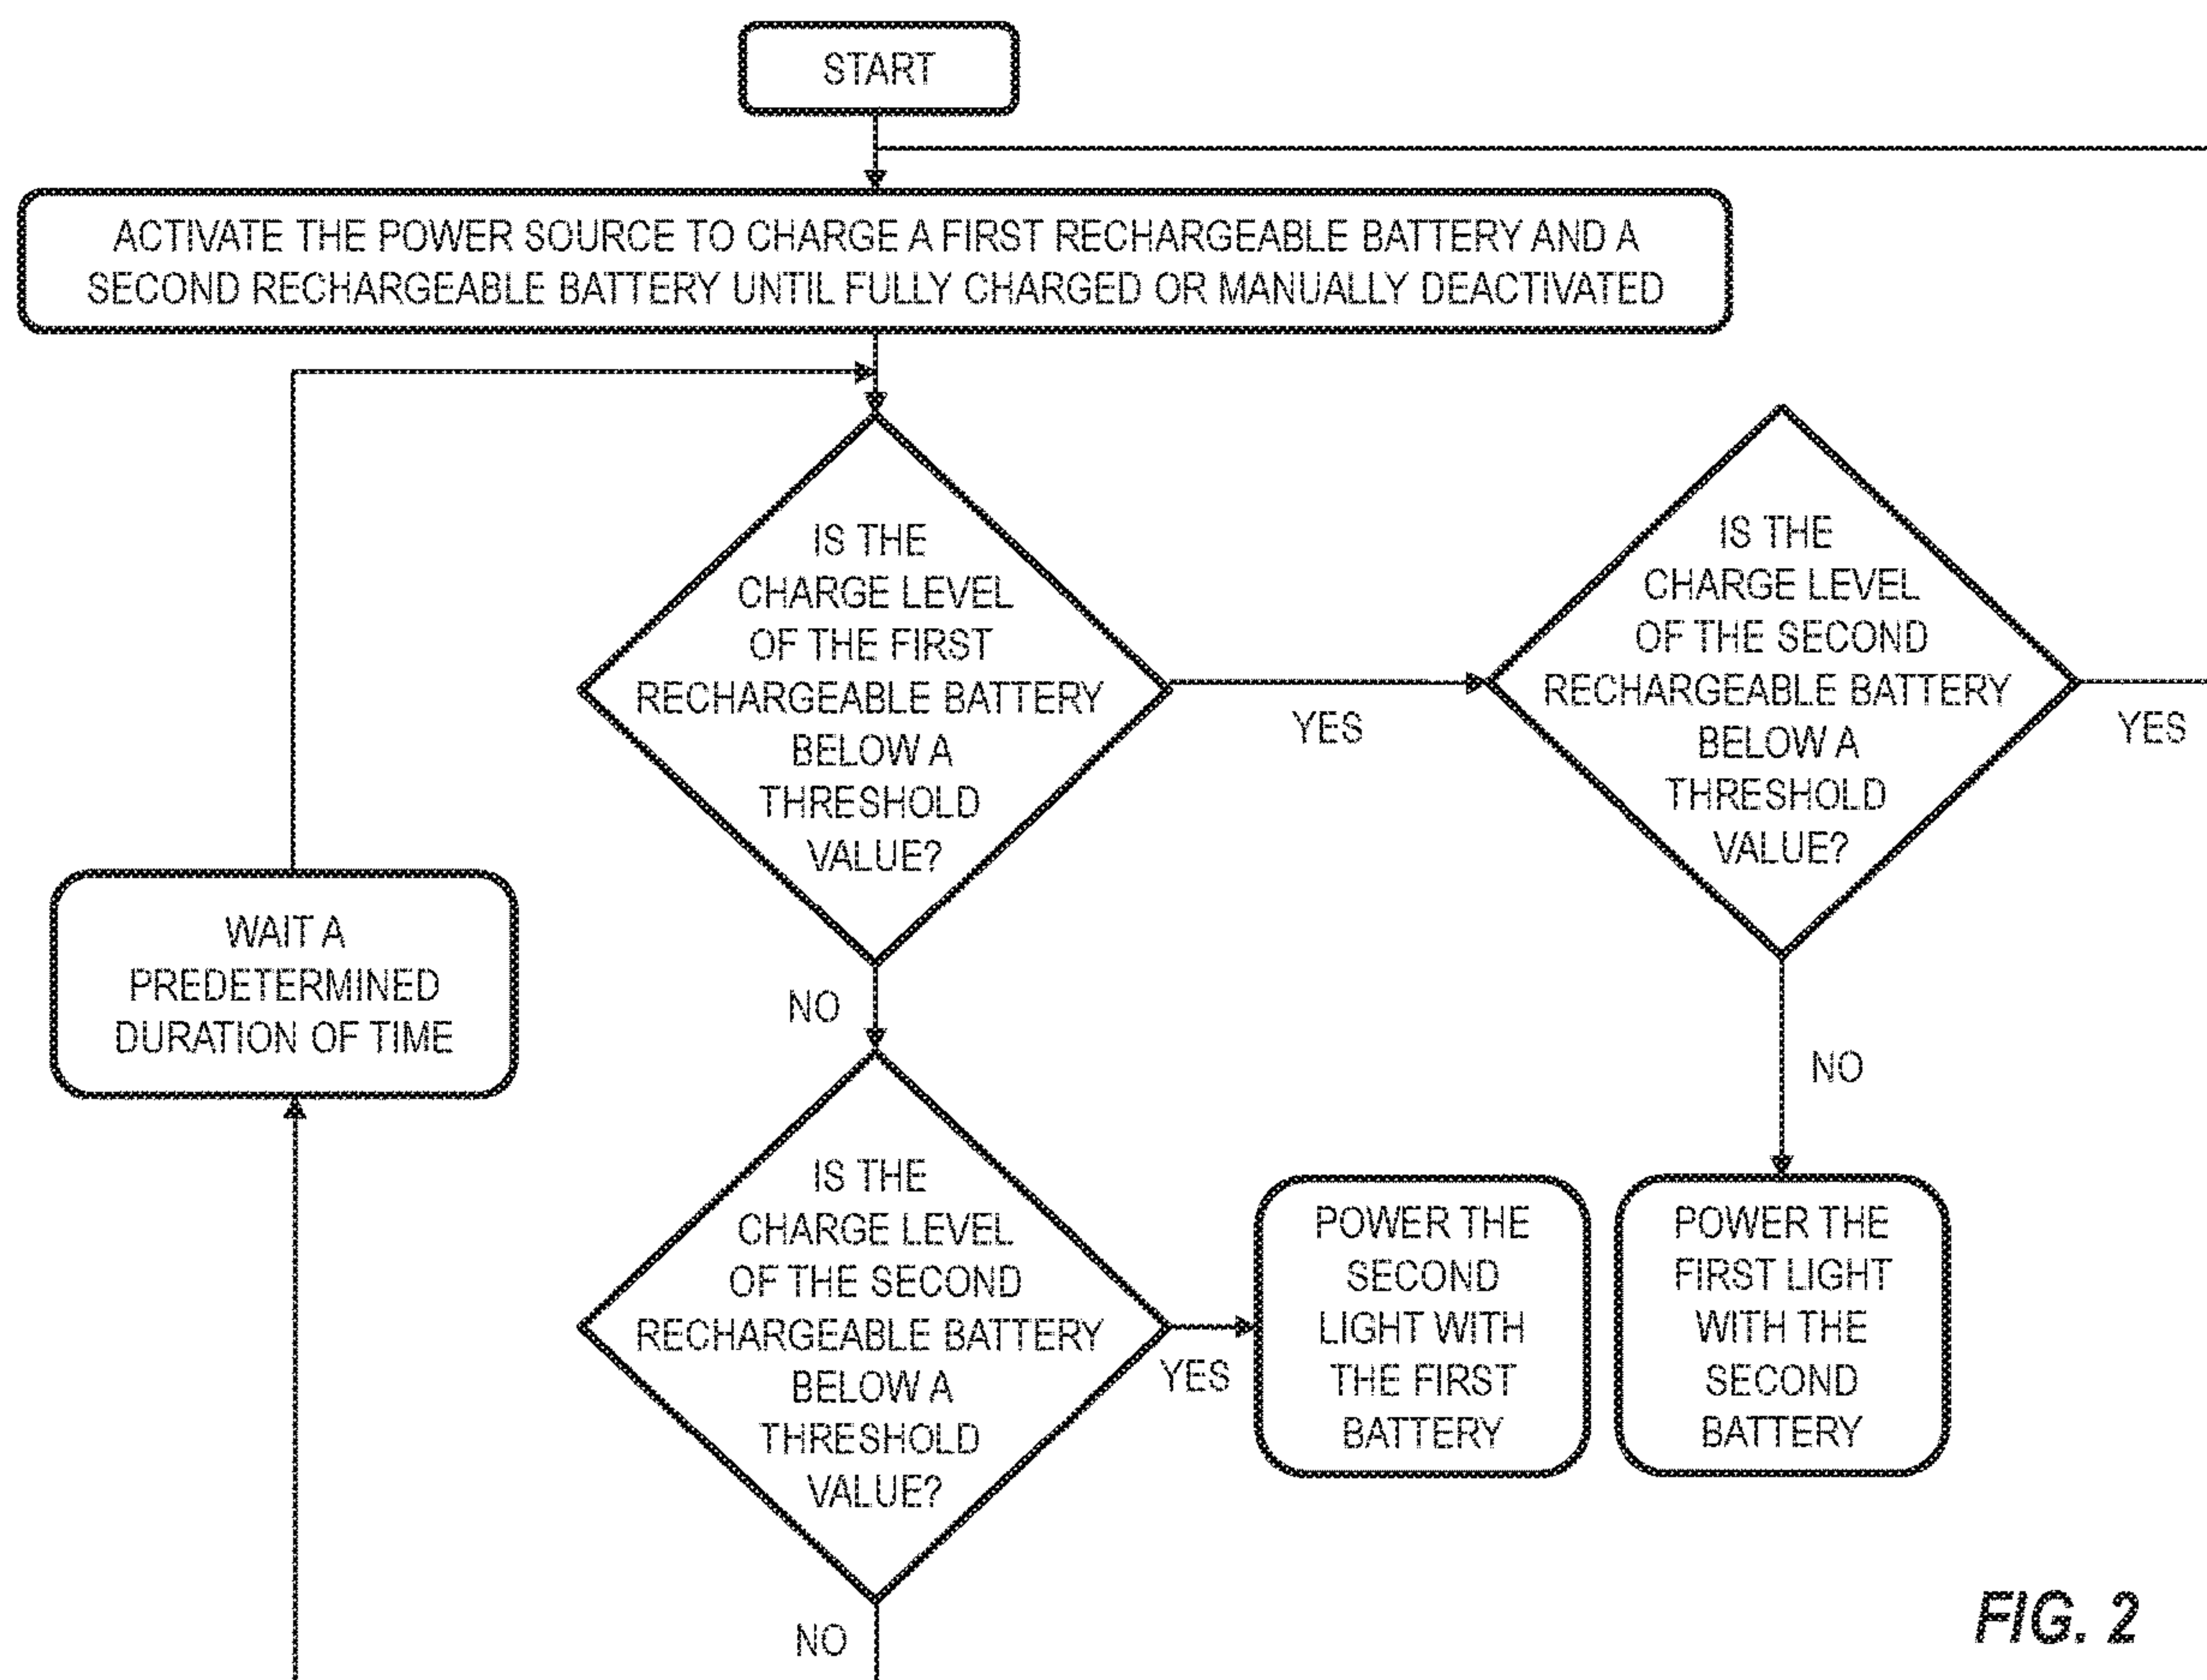 START
ACTIVATE THE POWER SOURCE TO CHARGE A FIRST RECHARGEABLE BATTERY AND A
SECOND RECHARGEABLE BATTERY UNTIL FULLY CHARGED OR MANUALLY DEACTIVATED
IS THE
CHARGE LEVEL
OF THE FIRST
RECHARGEABLE BATTERY
BELOW A
THRESHOLD
VALUE?
YES
IS THE
CHARGE LEVEL
OF THE SECOND
RECHARGEABLE BATTERY
BELOW A
THRESHOLD
VALUE?
YES
WAIT A
PREDETERMINED
DURATION OF TIME
NO
NO
IS THE
CHARGE LEVEL
OF THE SECOND
RECHARGEABLE BATTERY
BELOW A
THRESHOLD
VALUE?
YES
POWER THE
SECOND
LIGHT WITH
THE FIRST
BATTERY
POWER THE
FIRST LIGHT
WITH THE
SECOND
BATTERY
NO
FIG. 2